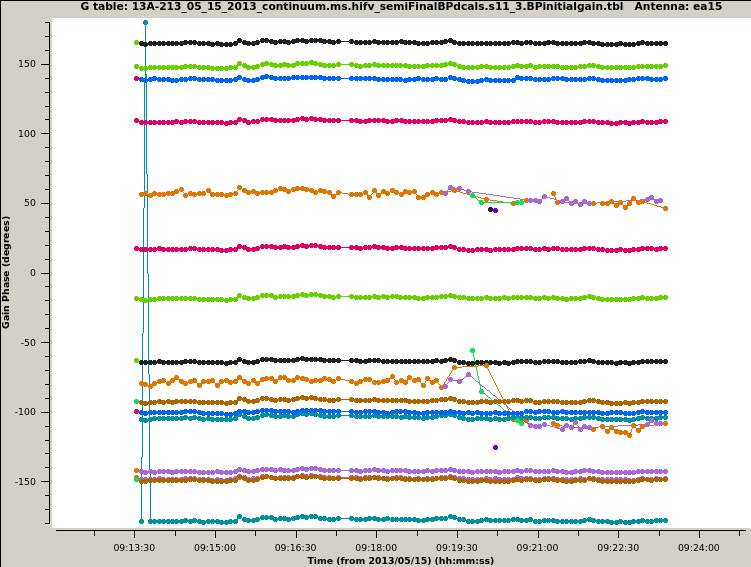 G table: 13A-213_05_15_2013_continuum.ms.hifv_semiFinalBPdcals.s11_3.BPinitialgain.tbl   Antenna: ea15
Gain Phase (degrees)
150
100
50
0
-50
-100
-150
09:13:30 09:15:00 09:16:30 09:18:00 09:19:30 09:21:00 09:22:30 09:24:00
Time (from 2013/05/15) (hh:mm:ss)